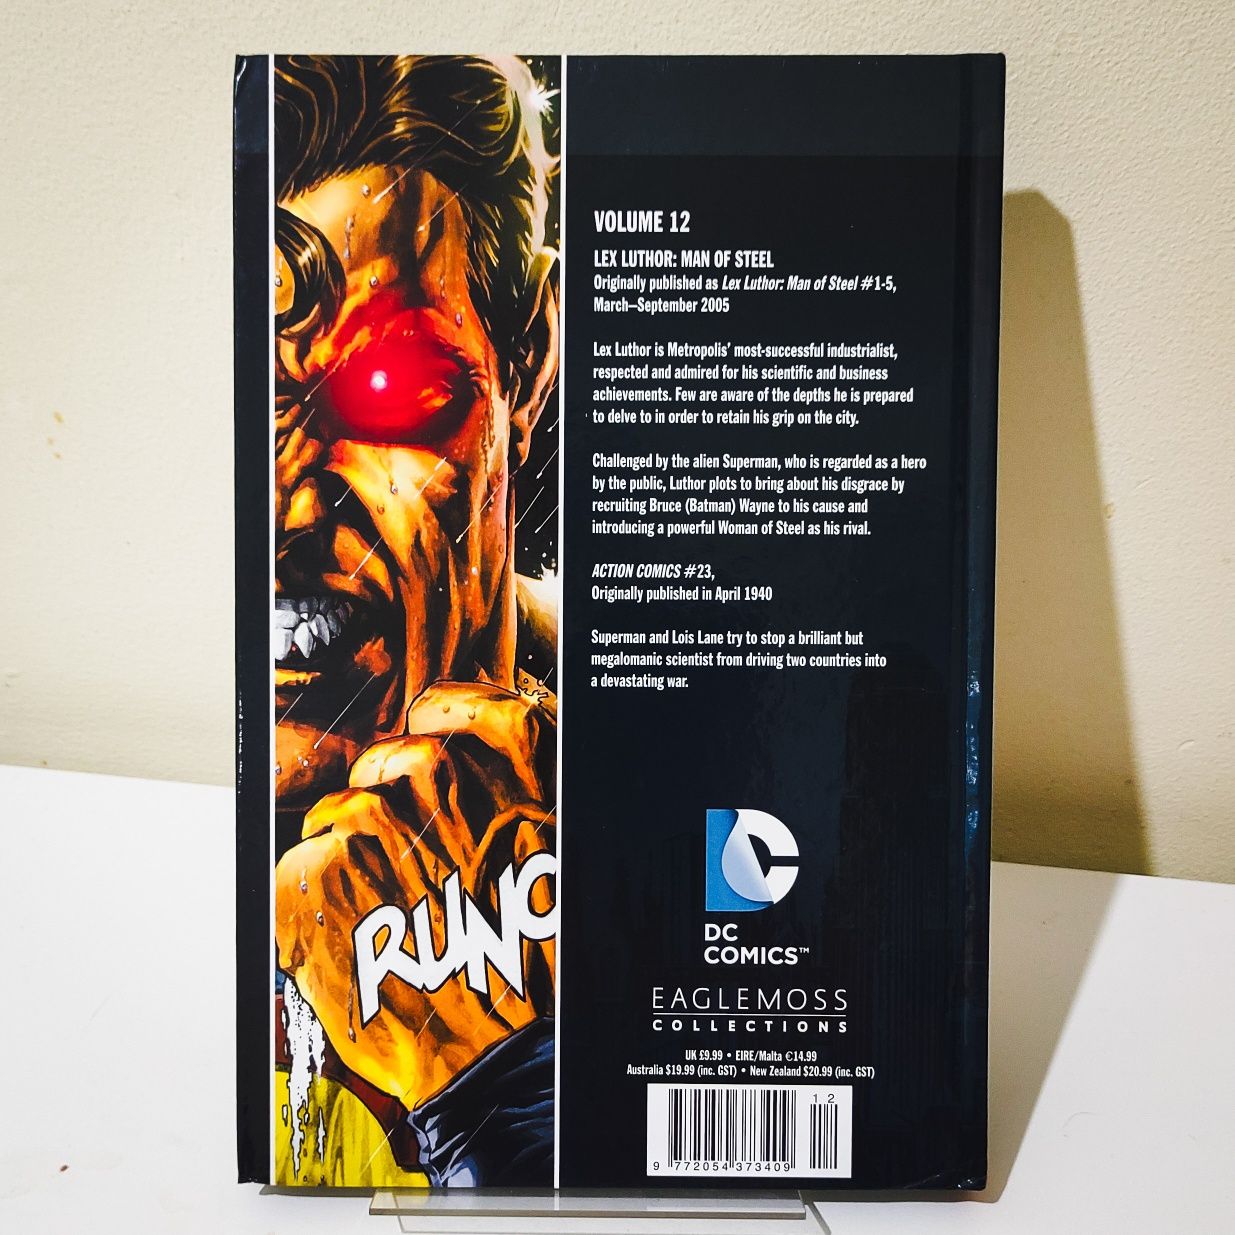 VOLUME 12
LEX LUTHOR: MAN OF STEEL
Originally published as Lex Luthor: Man of Steel #1-5,
March–September 2005
Lex Luthor is Metropolis' most-successful industrialist,
respected and admired for his scientific and business
achievements. Few are aware of the depths he is prepared
to delve to in order to retain his grip on the city.
Challenged by the alien Superman, who is regarded as a hero
by the public, Luthor plots to bring about his disgrace by
recruiting Bruce (Batman) Wayne to his cause and
introducing a powerful Woman of Steel as his rival.
ACTION COMICS #23,
Originally published in April 1940
Superman and Lois Lane try to stop a brilliant but
megalomanic scientist from driving two countries into
a devastating war.
RUNC
DC
COMICS™
EAGLEMOSS
COLLECTIONS
UK £9.99 • EIRE/Malta €14.99
Australia $19.99 (inc. GST) • New Zealand $20.99 (inc. GST)
12
9 772054 373409